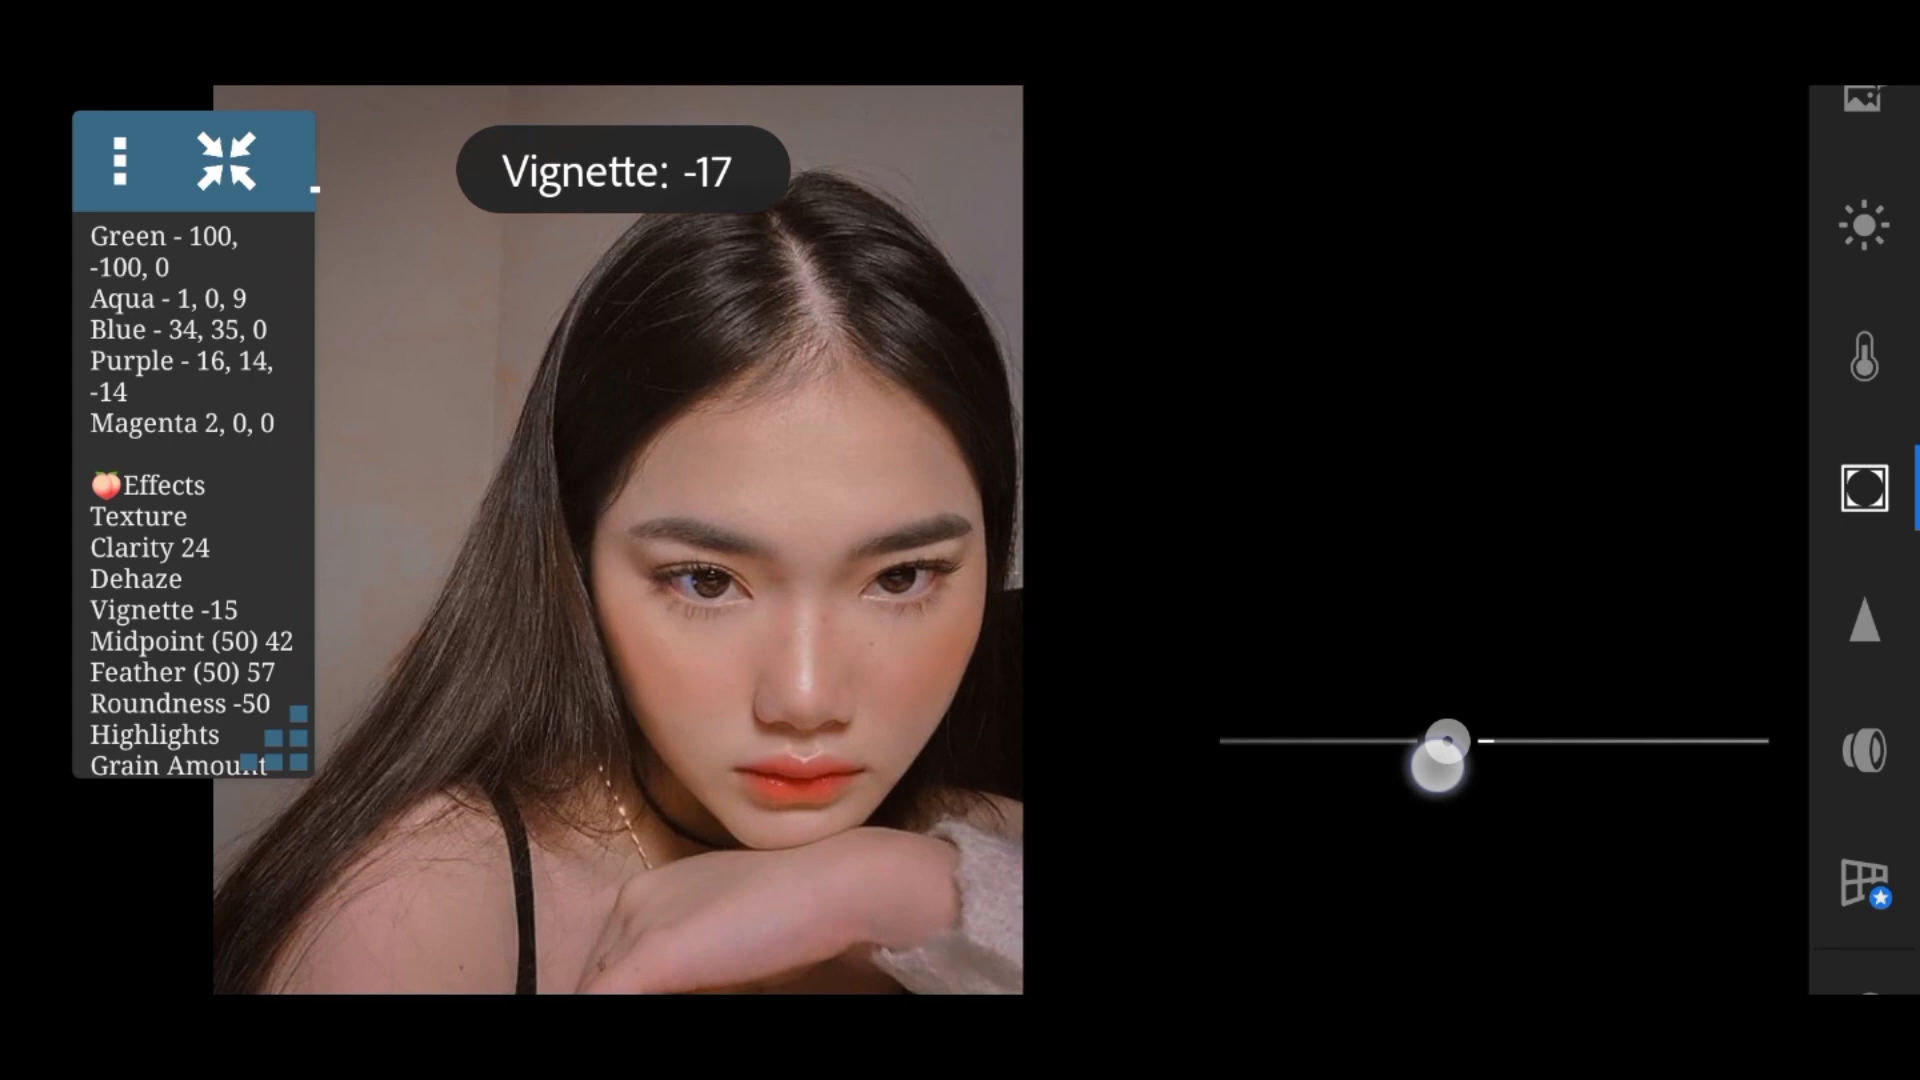 Vignette: -17
Green - 100,
-100, 0
Aqua - 1, 0, 9
Blue - 34, 35, 0
Purple - 16, 14,
-14
Magenta 2, 0, 0
🍑Effects
Texture
Clarity 24
Dehaze
Vignette -15
Midpoint (50) 42
Feather (50) 57
Roundness -50
Highlights
Grain Amount